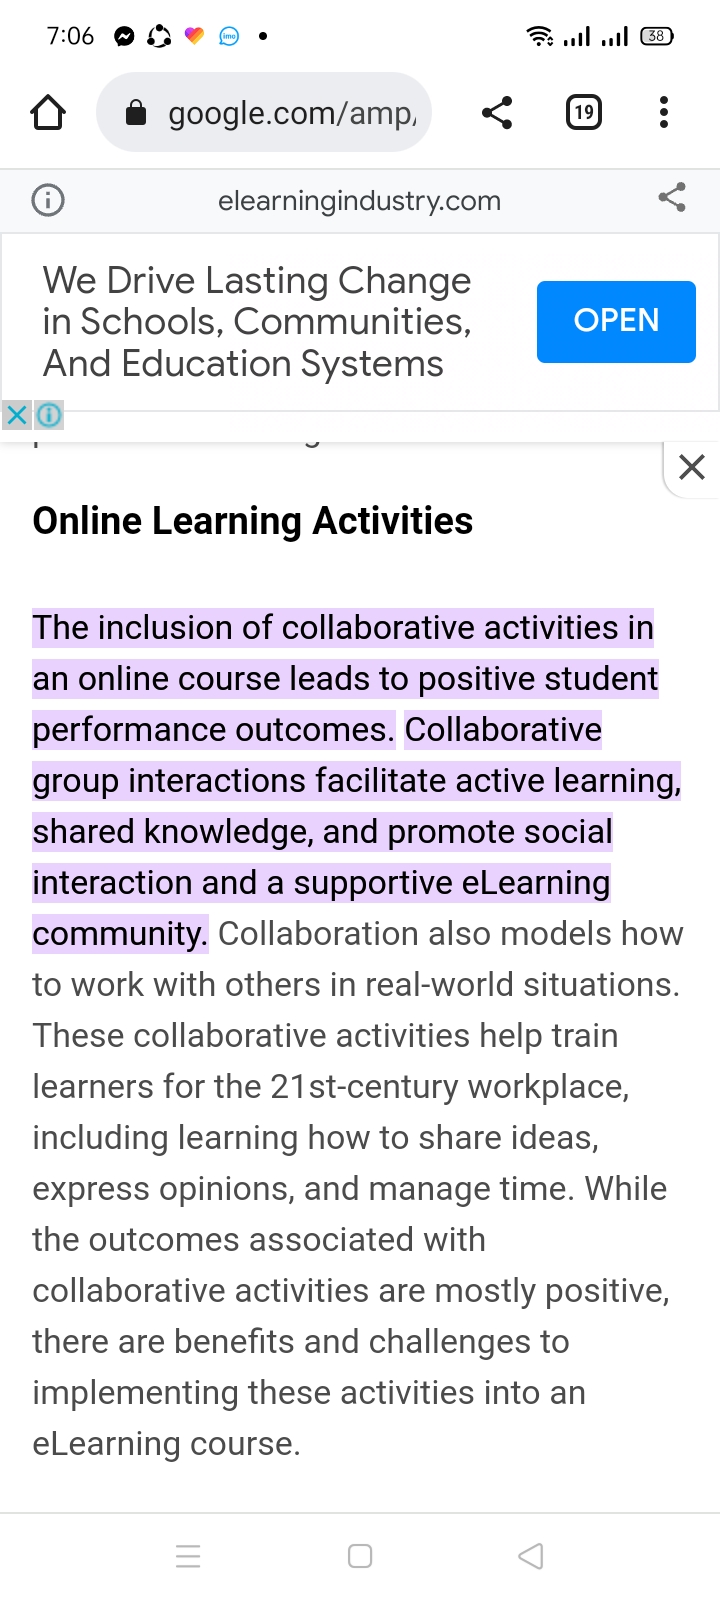 7:06
imo
38
google.com/amp/
19
elearningindustry.com
We Drive Lasting Change
in Schools, Communities,
And Education Systems
OPEN
Online Learning Activities
The inclusion of collaborative activities in
an online course leads to positive student
performance outcomes. Collaborative
group interactions facilitate active learning,
shared knowledge, and promote social
interaction and a supportive eLearning
community. Collaboration also models how
to work with others in real-world situations.
These collaborative activities help train
learners for the 21st-century workplace,
including learning how to share ideas,
express opinions, and manage time. While
the outcomes associated with
collaborative activities are mostly positive,
there are benefits and challenges to
implementing these activities into an
eLearning course.